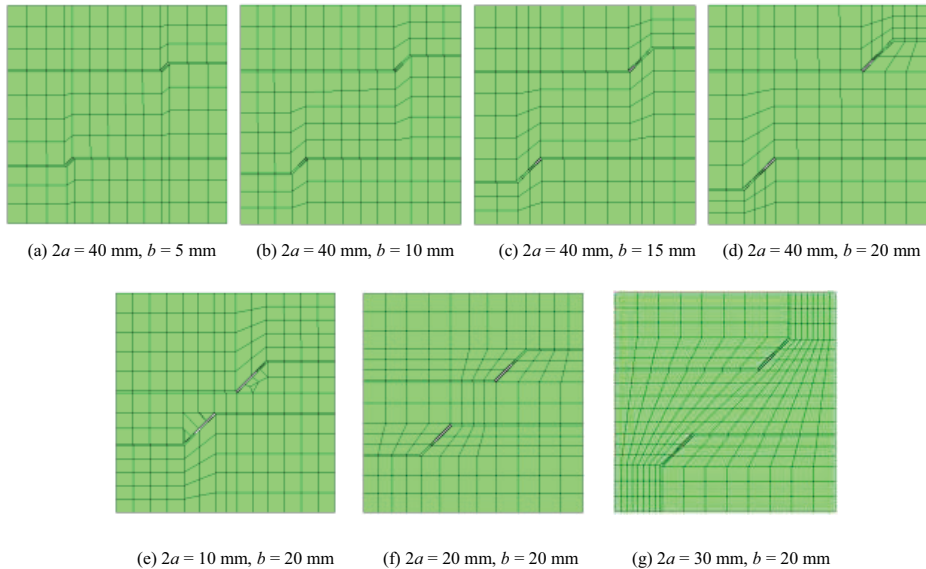 (a) 2a = 40 mm, b = 5 mm
(b) 2a = 40 mm, b = 10 mm
(c) 2a = 40 mm, b = 15 mm
(d) 2a = 40 mm, b = 20 mm
(e) 2a = 10 mm, b = 20 mm
(f) 2a = 20 mm, b = 20 mm
(g) 2a = 30 mm, b = 20 mm